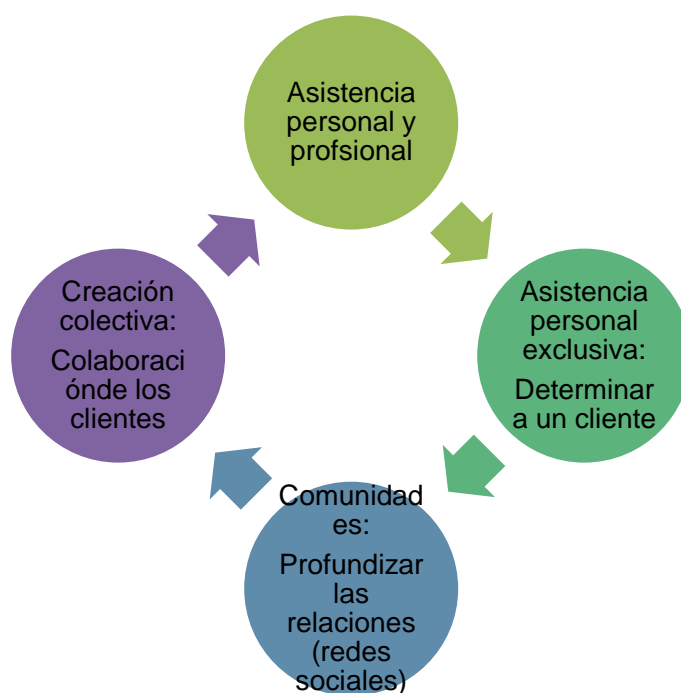 Asistencia
personal y
profsional
Asistencia
personal
exclusiva:
Determinar
a un cliente
Comunidad
es:
Profundizar
las
relaciones
(redes
sociales)
Creación
colectiva:
Colaboraci
ónde los
clientes